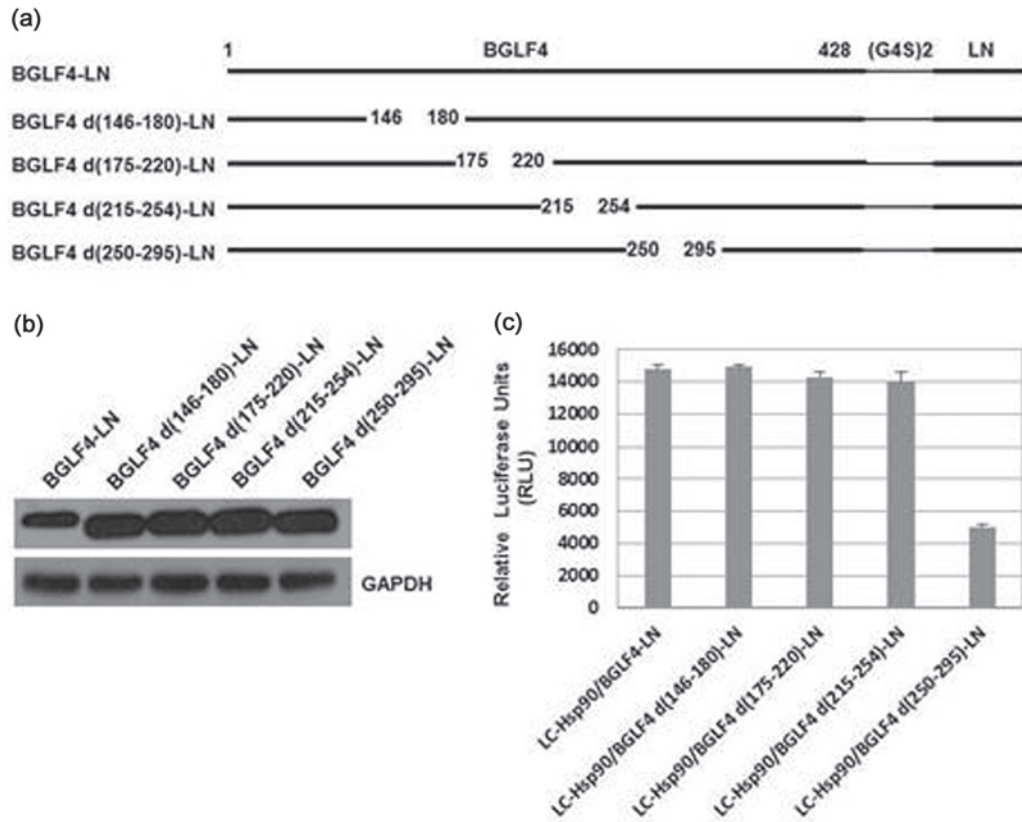 (a)
1 BGLF4 428 (G4S)2 LN
BGLF4-LN
BGLF4 d(146-180)-LN 146 180
BGLF4 d(175-220)-LN 175 220
BGLF4 d(215-254)-LN 215 254
BGLF4 d(250-295)-LN 250 295
(b)
BGLF4-LN
BGLF4 d(146-180)-LN
BGLF4 d(175-220)-LN
BGLF4 d(215-254)-LN
BGLF4 d(250-295)-LN
GAPDH
(c)
Relative Luciferase Units
(RLU)
16000
14000
12000
10000
8000
6000
4000
2000
0
LC-Hsp90/BGLF4-LN
LC-Hsp90/BGLF4 d(146-180)-LN
LC-Hsp90/BGLF4 d(175-220)-LN
LC-Hsp90/BGLF4 d(215-254)-LN
LC-Hsp90/BGLF4 d(250-295)-LN